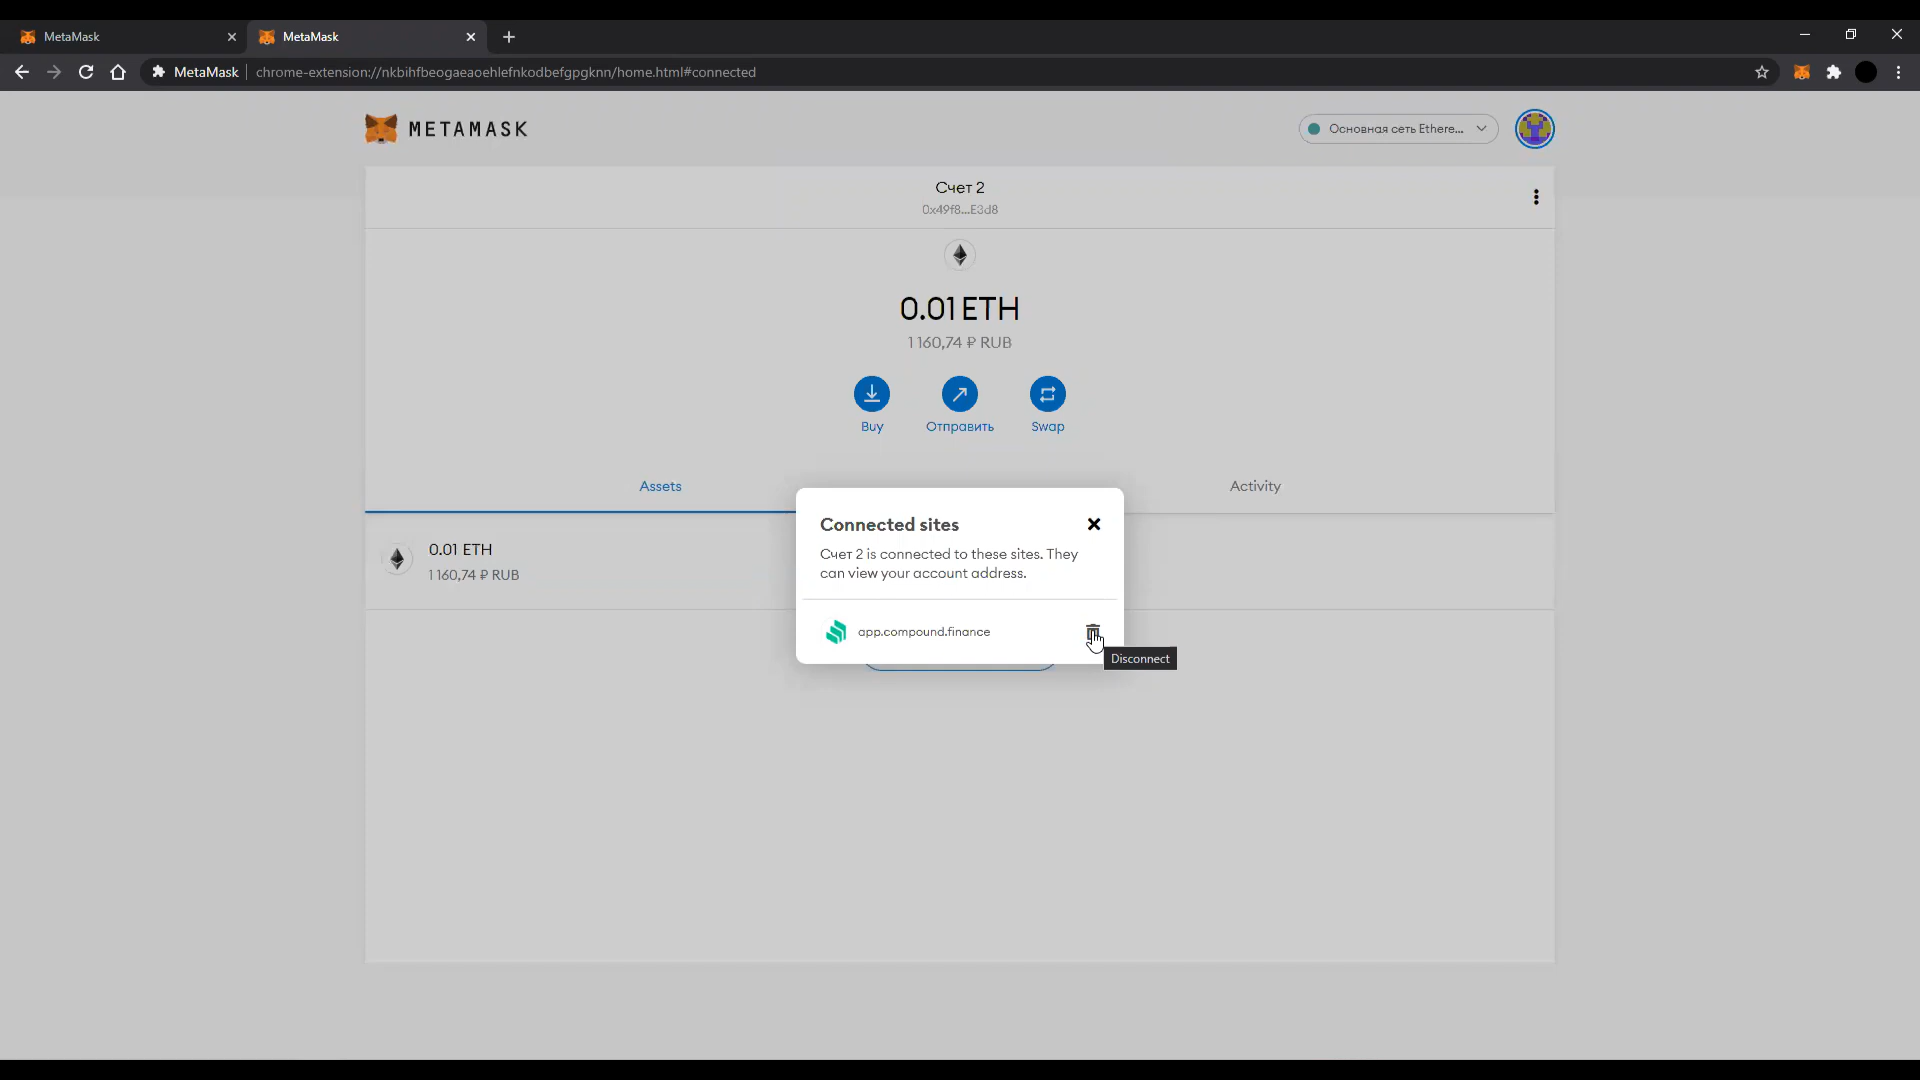 MetaMask
MetaMask
MetaMask
chrome-extension://nkbihfbeogaeaoehlefnkodbefgpgknn/home.html#connected
METAMASK
Основная сеть Ethere...
Счет 2
0x49f8...E3d8
0.01 ETH
1 160,74 ₽ RUB
Buy
Отправить
Swap
Assets
Activity
0.01 ETH
1 160,74 ₽ RUB
Connected sites
Счет 2 is connected to these sites. They
can view your account address.
app.compound.finance
Disconnect